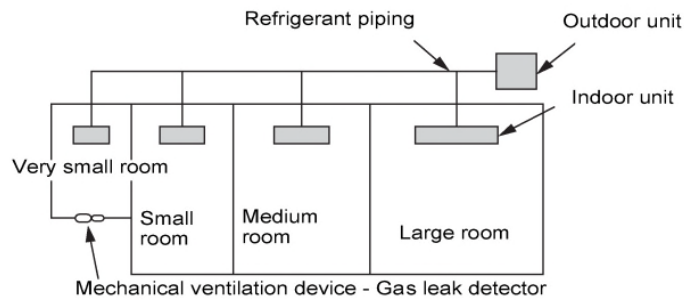 Refrigerant piping
Outdoor unit
Indoor unit
Very small room
Small
room
Medium
room
Large room
Mechanical ventilation device - Gas leak detector